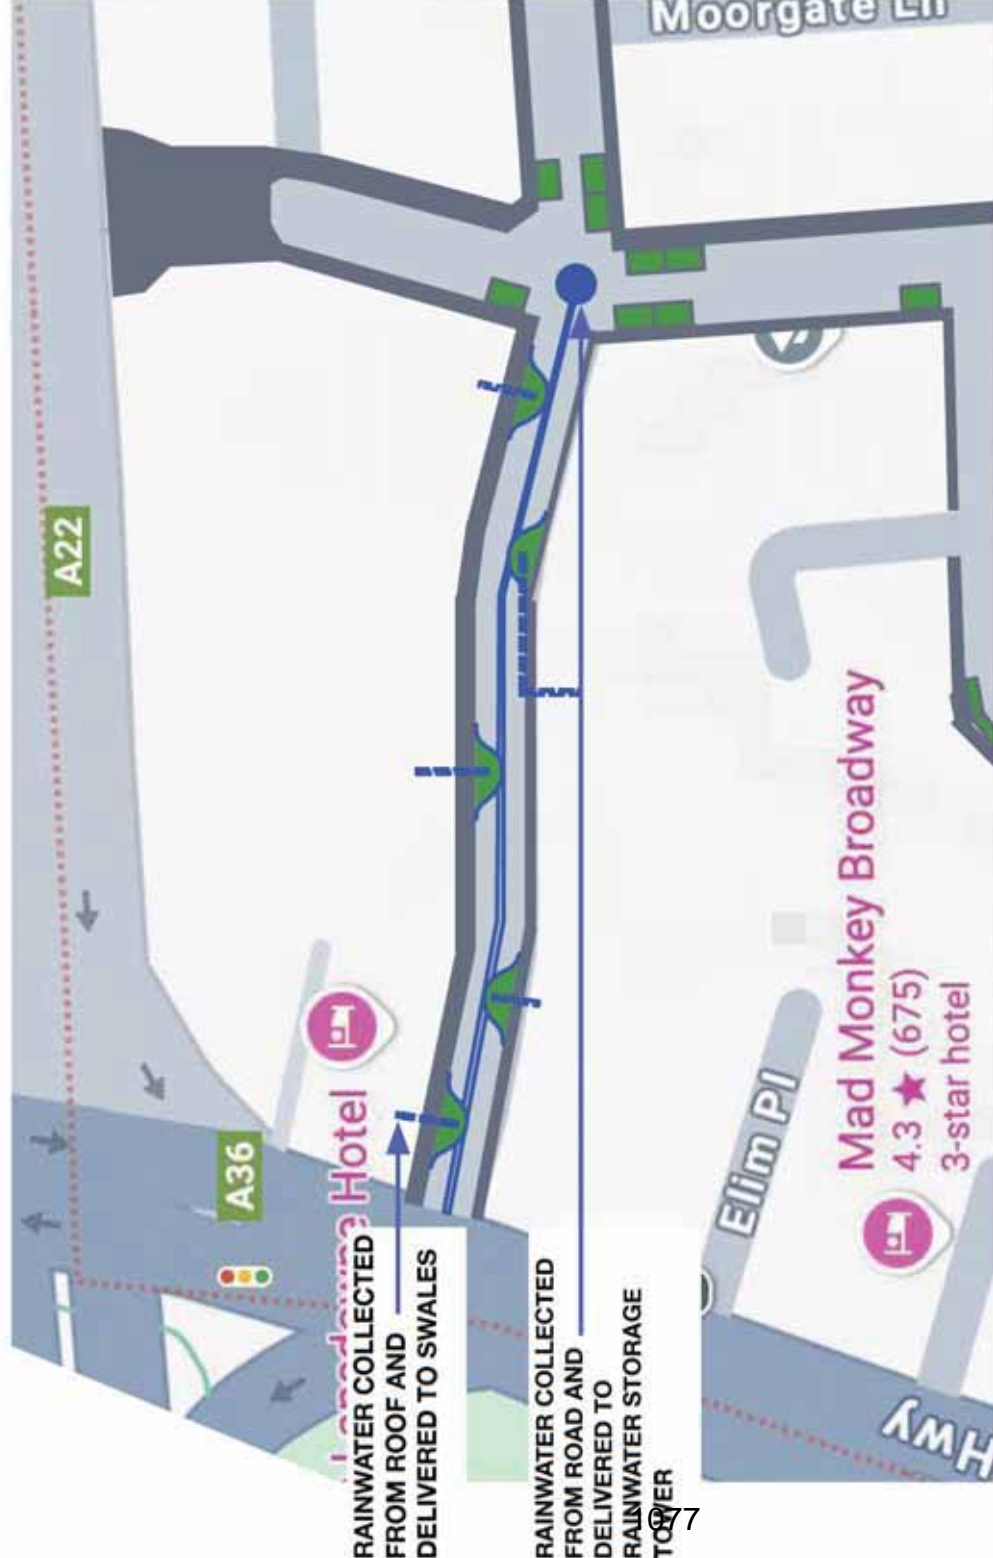 Moorgate Ln
A22
A36
Lansdowne Hotel
Mad Monkey Broadway
4.3 ★ (675)
3-star hotel
Elim Pl
Hwy
RAINWATER COLLECTED
FROM ROOF AND
DELIVERED TO SWALES
RAINWATER COLLECTED
FROM ROAD AND
DELIVERED TO
RAINWATER STORAGE
TOWER
1077